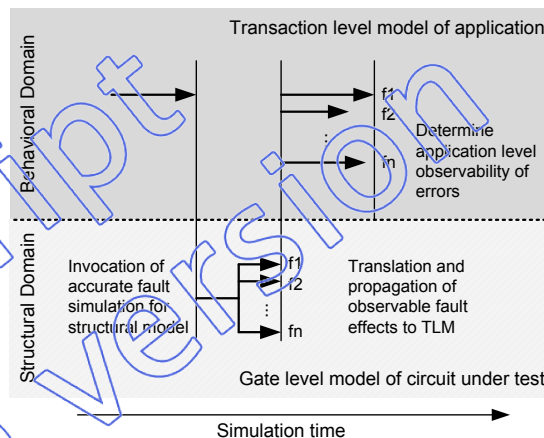 Transaction level model of application
Behavioral Domain
f1
f2
⋮
fn
Determine
application level
observability of
errors
Structural Domain
Invocation of
accurate fault
simulation for
structural model
f1
f2
⋮
fn
Translation and
propagation of
observable fault
effects to TLM
Gate level model of circuit under test
Simulation time
ipt
version